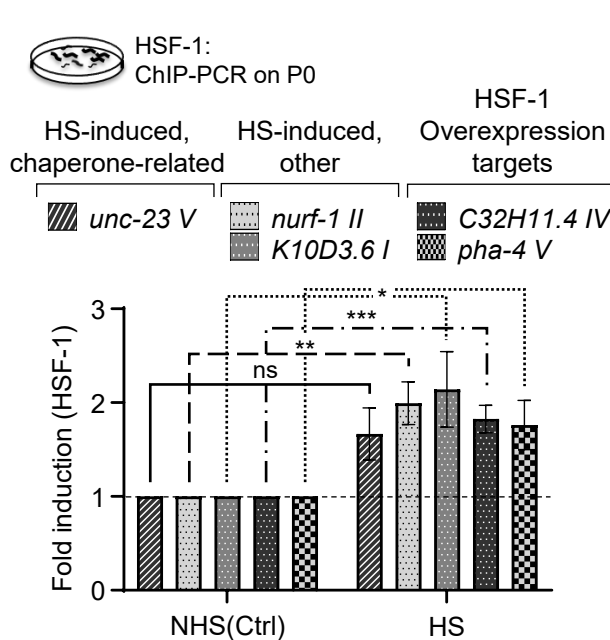 HSF-1:
ChIP-PCR on P0
HS-induced,
chaperone-related
HS-induced,
other
HSF-1
Overexpression
targets
unc-23 V
nurf-1 II
K10D3.6 I
C32H11.4 IV
pha-4 V
Fold induction (HSF-1)
3
2
1
0
*
***
**
ns
NHS(Ctrl)
HS